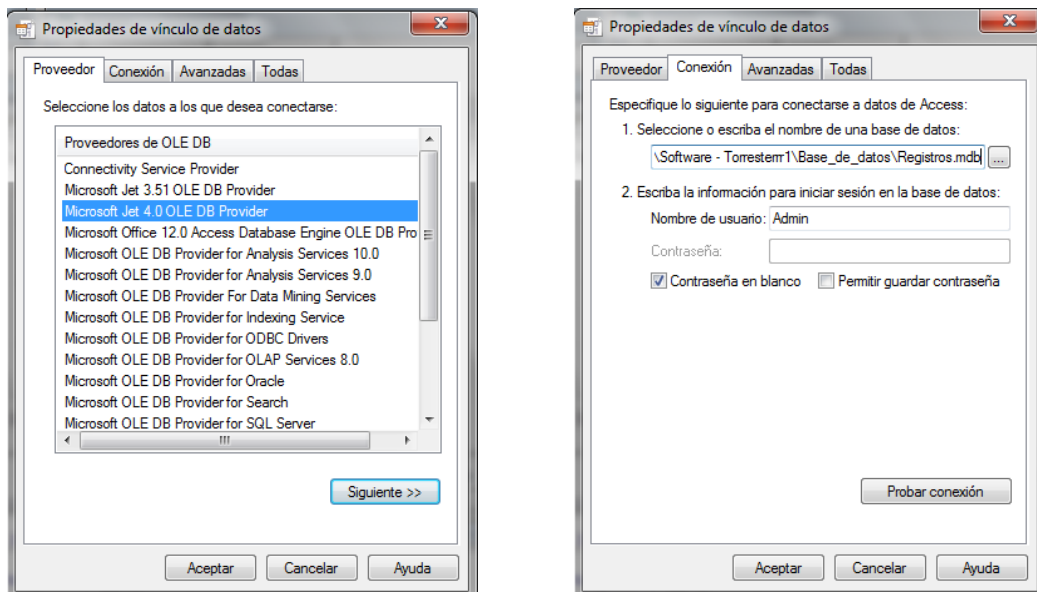 Propiedades de vínculo de datos
Proveedor Conexión Avanzadas Todas
Seleccione los datos a los que desea conectarse:
Proveedores de OLE DB
Connectivity Service Provider
Microsoft Jet 3.51 OLE DB Provider
Microsoft Jet 4.0 OLE DB Provider
Microsoft Office 12.0 Access Database Engine OLE DB Pro
Microsoft OLE DB Provider for Analysis Services 10.0
Microsoft OLE DB Provider for Analysis Services 9.0
Microsoft OLE DB Provider For Data Mining Services
Microsoft OLE DB Provider for Indexing Service
Microsoft OLE DB Provider for ODBC Drivers
Microsoft OLE DB Provider for OLAP Services 8.0
Microsoft OLE DB Provider for Oracle
Microsoft OLE DB Provider for Search
Microsoft OLE DB Provider for SQL Server
Siguiente >>
Aceptar Cancelar Ayuda
Propiedades de vínculo de datos
Proveedor Conexión Avanzadas Todas
Especifique lo siguiente para conectarse a datos de Access:
1. Seleccione o escriba el nombre de una base de datos:
\Software - Torresterrr1\Base_de_datos\Registros.mdb ...
2. Escriba la información para iniciar sesión en la base de datos:
Nombre de usuario: Admin
Contraseña:
Contraseña en blanco Permitir guardar contraseña
Probar conexión
Aceptar Cancelar Ayuda